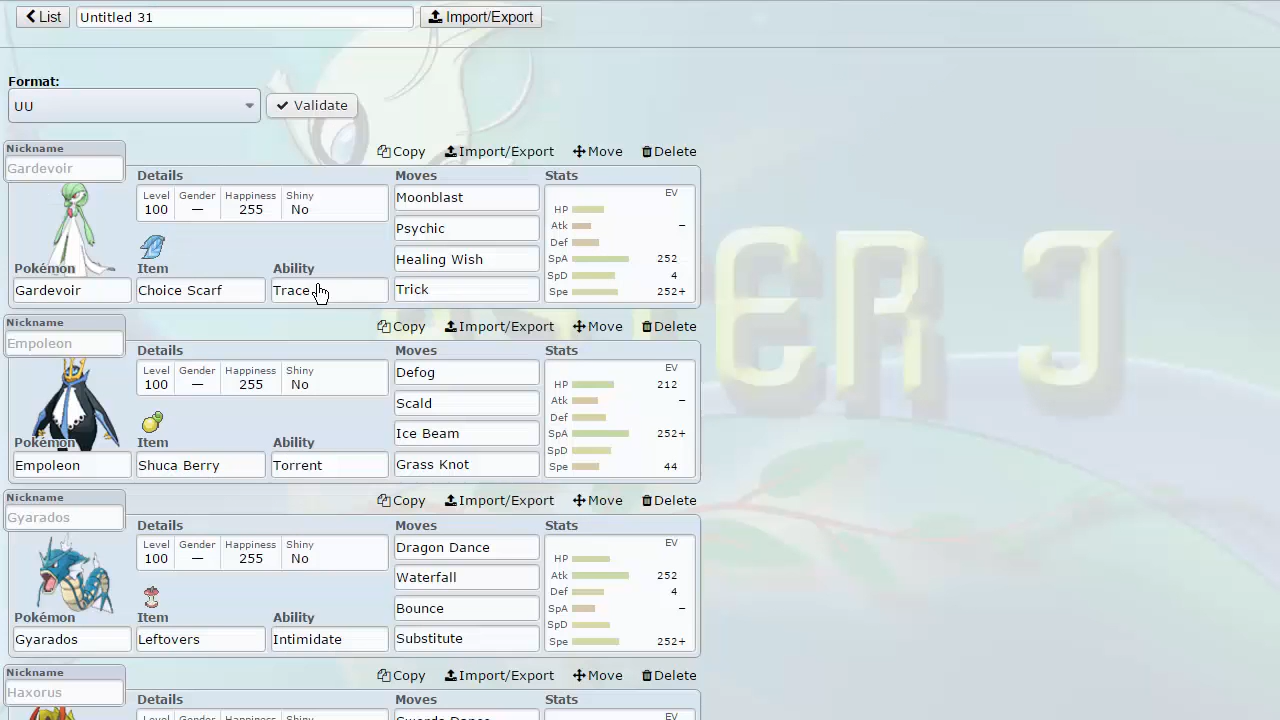 List
Untitled 31
Import/Export
Format:
UU
Validate
Nickname
Gardevoir
Copy Import/Export Move Delete
Details Moves Stats
Level Gender Happiness Shiny
100 — 255 No
Moonblast
Psychic
Healing Wish
Trick
EV
HP
Atk –
Def
SpA 252
SpD 4
Spe 252+
Pokémon Item Ability
Gardevoir Choice Scarf Trace
Nickname
Empoleon
Copy Import/Export Move Delete
Details Moves Stats
Level Gender Happiness Shiny
100 — 255 No
Defog
Scald
Ice Beam
Grass Knot
EV
HP 212
Atk –
Def
SpA 252+
SpD
Spe 44
Pokémon Item Ability
Empoleon Shuca Berry Torrent
Nickname
Gyarados
Copy Import/Export Move Delete
Details Moves Stats
Level Gender Happiness Shiny
100 — 255 No
Dragon Dance
Waterfall
Bounce
Substitute
EV
HP
Atk 252
Def 4
SpA –
SpD
Spe 252+
Pokémon Item Ability
Gyarados Leftovers Intimidate
Nickname
Haxorus
Copy Import/Export Move Delete
Details Moves Stats
Level Gender Happiness Shiny
Swords Dance
EV